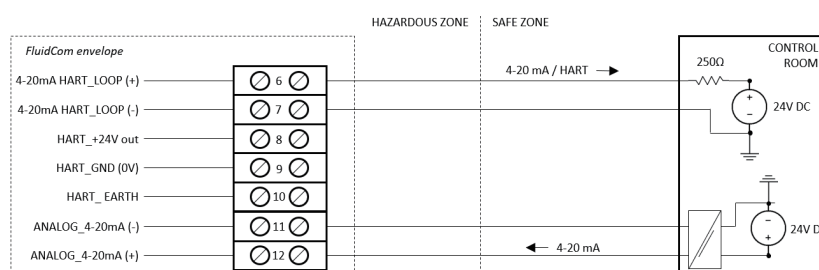 HAZARDOUS ZONE SAFE ZONE
FluidCom envelope
CONTROL
ROOM
4-20mA HART_LOOP (+) 6 4-20 mA / HART 250Ω
4-20mA HART_LOOP (-) 7 + - 24V DC
HART_+24V out 8
HART_GND (0V) 9
HART_ EARTH 10
ANALOG_4-20mA (-) 11 - + 24V D
ANALOG_4-20mA (+) 12 4-20 mA